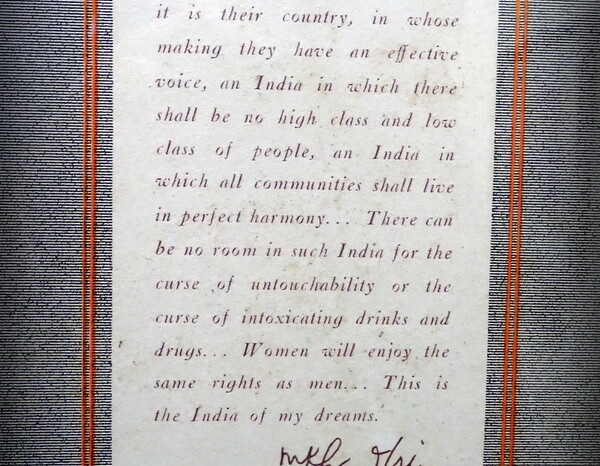 it is their country, in whose
making they have an effective
voice, an India in which there
shall be no high class and low
class of people, an India in
which all communities shall live
in perfect harmony... There can
be no room in such India for the
curse of untouchability or the
curse of intoxicating drinks and
drugs... Women will enjoy the
same rights as men... This is
the India of my dreams.